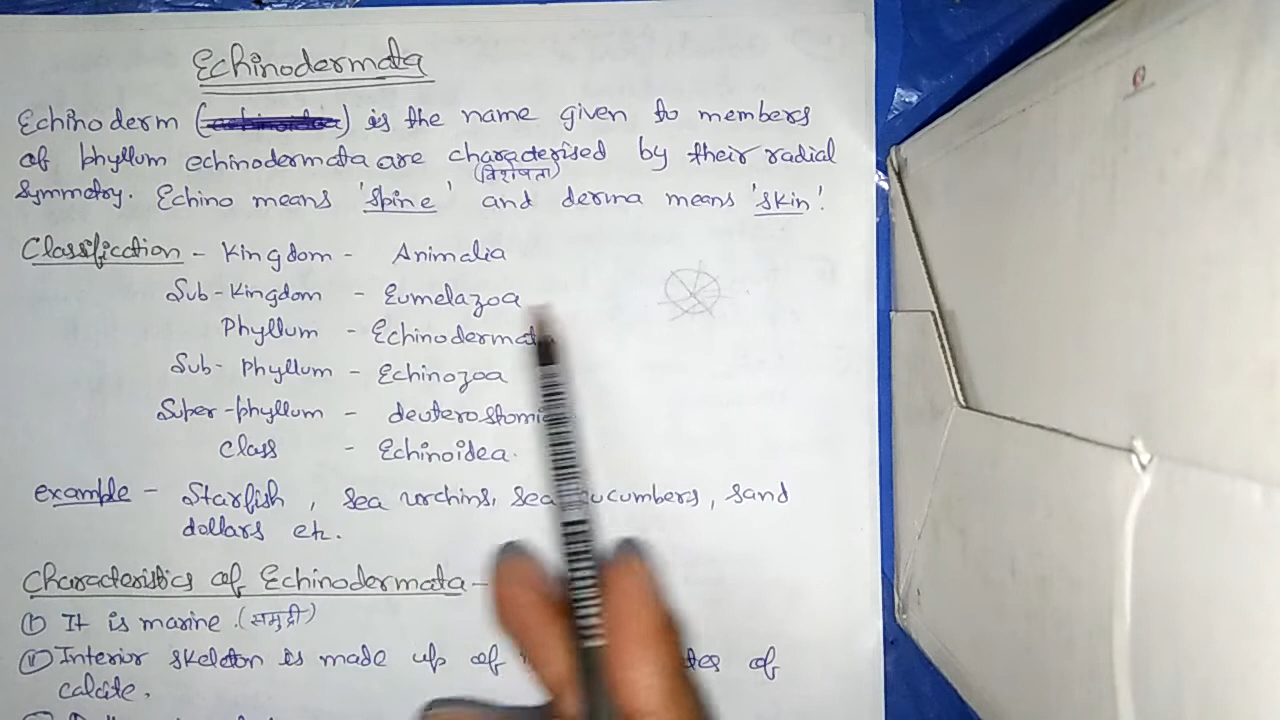 Echinodermata
Echinoderm ( ) is the name given to members
of phyllum echinodermata are characterised by their radial
(विशेषता)
symmetry. Echino means 'spine' and derma means 'skin'.
Classification - Kingdom - Animalia
Sub-Kingdom - Eumelazoa
Phyllum - Echinodermata
Sub-Phyllum - Echinozoa
Super-phyllum - deuterostomi
Class - Echinoidea.
example - Starfish, sea urchins, sea cucumbers, sand
dollars etc.
Characteristics of Echinodermata-
(i) It is marine. (समुद्री)
(ii) Interior skeleton is made up of of
calcite.